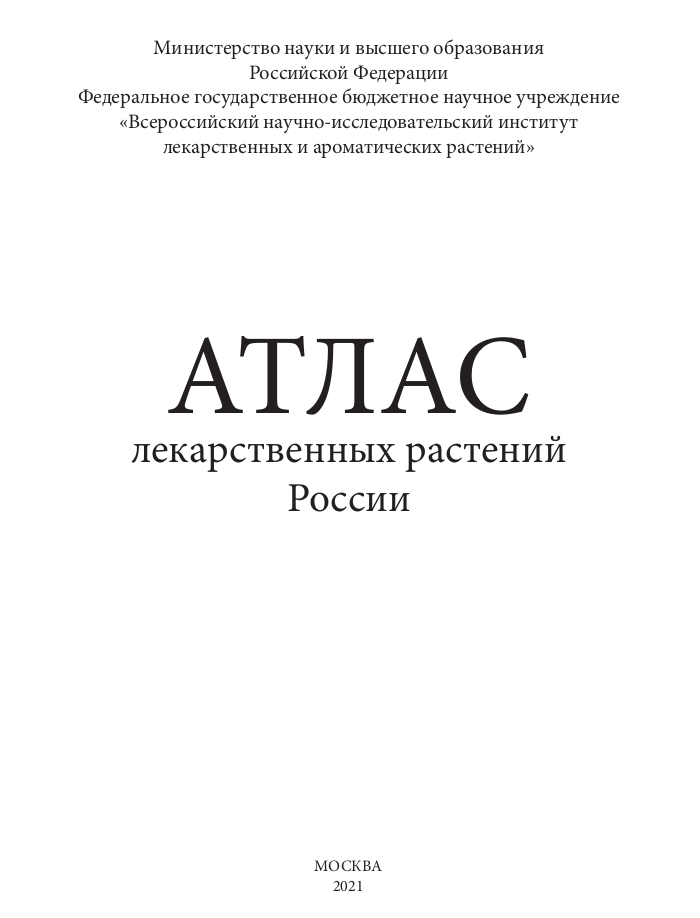 Министерство науки и высшего образования
Российской Федерации
Федеральное государственное бюджетное научное учреждение
«Всероссийский научно-исследовательский институт
лекарственных и ароматических растений»
АТЛАС
лекарственных растений
России
МОСКВА
2021